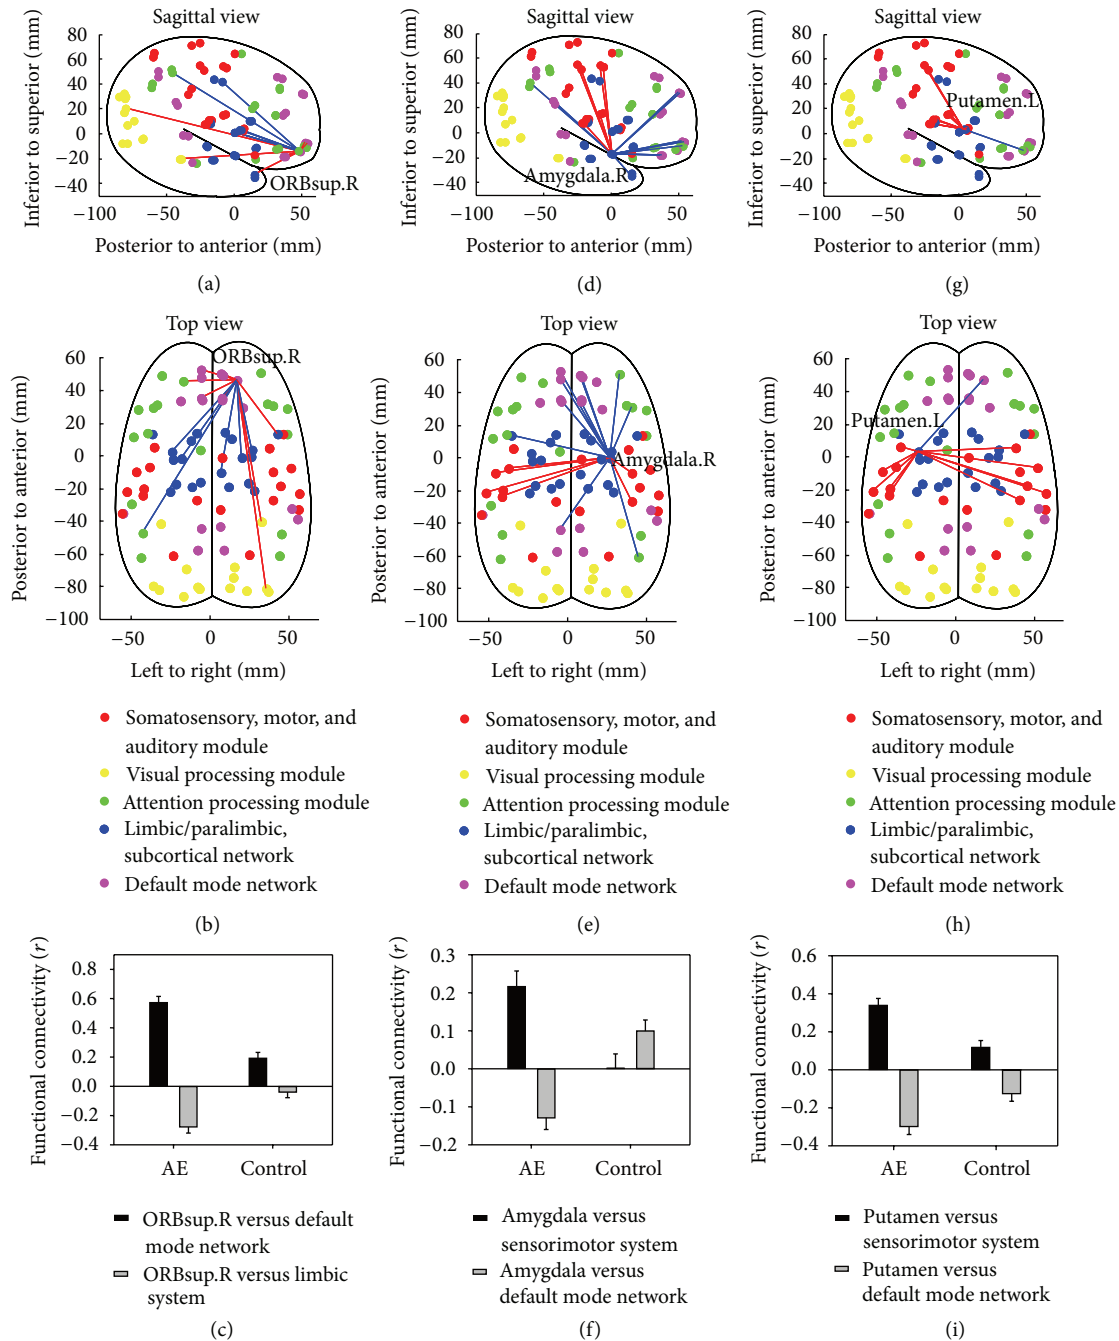 Sagittal view
Inferior to superior (mm)
80
60
40
20
0
−20
−40
ORBsup.R
−100
−50
0
50
Posterior to anterior (mm)
(a)
Sagittal view
Inferior to superior (mm)
80
60
40
20
0
−20
−40
Amygdala.R
−100
−50
0
50
Posterior to anterior (mm)
(d)
Sagittal view
Inferior to superior (mm)
80
60
40
20
0
−20
−40
Putamen.L
−100
−50
0
50
Posterior to anterior (mm)
(g)
Top view
ORBsup.R
Posterior to anterior (mm)
60
40
20
0
−20
−40
−60
−80
−100
−50
0
50
Left to right (mm)
Somatosensory, motor, and
auditory module
Visual processing module
Attention processing module
Limbic/paralimbic,
subcortical network
Default mode network
(b)
Top view
Amygdala.R
Posterior to anterior (mm)
60
40
20
0
−20
−40
−60
−80
−100
−50
0
50
Left to right (mm)
Somatosensory, motor, and
auditory module
Visual processing module
Attention processing module
Limbic/paralimbic,
subcortical network
Default mode network
(e)
Top view
Putamen.L
Posterior to anterior (mm)
60
40
20
0
−20
−40
−60
−80
−100
−50
0
50
Left to right (mm)
Somatosensory, motor, and
auditory module
Visual processing module
Attention processing module
Limbic/paralimbic,
subcortical network
Default mode network
(h)
Functional connectivity (r)
0.8
0.6
0.4
0.2
0.0
−0.2
−0.4
AE
Control
ORBsup.R versus default
mode network
ORBsup.R versus limbic
system
(c)
Functional connectivity (r)
0.3
0.2
0.1
0.0
−0.1
−0.2
AE
Control
Amygdala versus
sensorimotor system
Amygdala versus
default mode network
(f)
Functional connectivity (r)
0.6
0.4
0.2
0.0
−0.2
−0.4
AE
Control
Putamen versus
sensorimotor system
Putamen versus
default mode network
(i)